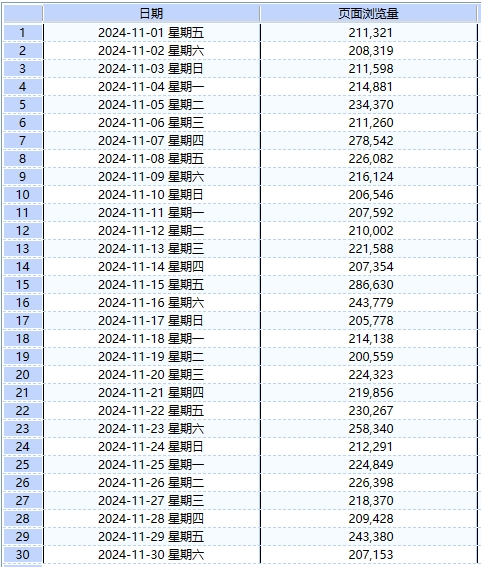 日期 页面浏览量
1 2024-11-01 星期五 211,321
2 2024-11-02 星期六 208,319
3 2024-11-03 星期日 211,598
4 2024-11-04 星期一 214,881
5 2024-11-05 星期二 234,370
6 2024-11-06 星期三 211,260
7 2024-11-07 星期四 278,542
8 2024-11-08 星期五 226,082
9 2024-11-09 星期六 216,124
10 2024-11-10 星期日 206,546
11 2024-11-11 星期一 207,592
12 2024-11-12 星期二 210,002
13 2024-11-13 星期三 221,588
14 2024-11-14 星期四 207,354
15 2024-11-15 星期五 286,630
16 2024-11-16 星期六 243,779
17 2024-11-17 星期日 205,778
18 2024-11-18 星期一 214,138
19 2024-11-19 星期二 200,559
20 2024-11-20 星期三 224,323
21 2024-11-21 星期四 219,856
22 2024-11-22 星期五 230,267
23 2024-11-23 星期六 258,340
24 2024-11-24 星期日 212,291
25 2024-11-25 星期一 224,849
26 2024-11-26 星期二 226,398
27 2024-11-27 星期三 218,370
28 2024-11-28 星期四 209,428
29 2024-11-29 星期五 243,380
30 2024-11-30 星期六 207,153